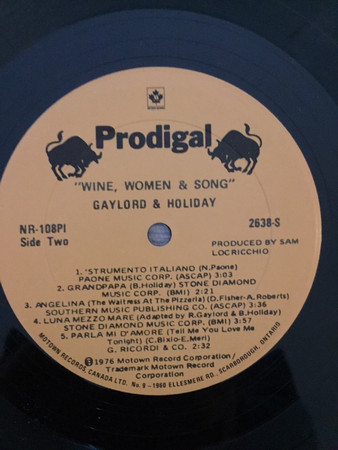 Prodigal
"WINE, WOMEN & SONG"
GAYLORD & HOLIDAY
NR-108PI
Side Two
2638-S
PRODUCED BY SAM
LOCRICCHIO
1. 'STRUMENTO ITALIANO (N.Paone)
PAONE MUSIC CORP. (ASCAP) 3:03
2. GRANDPAPA (B.Holiday) STONE DIAMOND
MUSIC CORP. (BMI) 2:21
3. ANGELINA (The Waitress At The Pizzeria) (D.Fisher-A.Roberts)
SOUTHERN MUSIC PUBLISHING CO. (ASCAP) 3:36
4. LUNA MEZZO MARE (Adapted by R.Gaylord & B.Holiday)
STONE DIAMOND MUSIC CORP. (BMI) 3:57
5. PARLA MI D'AMORE (Tell Me You Love Me
Tonight) (C.Bixio-E.Meri)
G. RICORDI & CO. 2:32
©1976 Motown Record Corporation/
Trademark Motown Record
Corporation
MOTOWN RECORDS CANADA LTD. No. 9-1960 ELLESMERE RD., SCARBOROUGH, ONTARIO